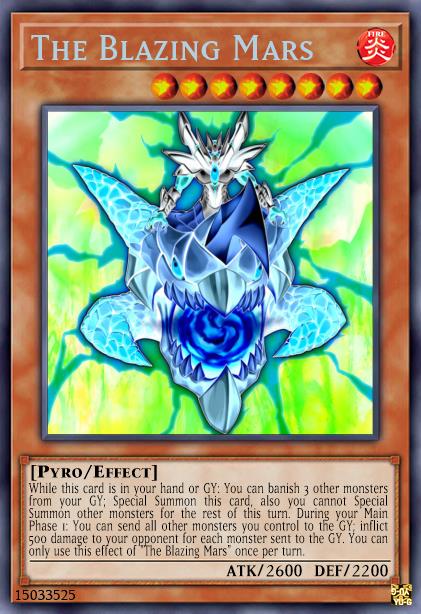 THE BLAZING MARS
FIRE
炎
[PYRO/EFFECT]
While this card is in your hand or GY: You can banish 3 other monsters
from your GY; Special Summon this card, also you cannot Special
Summon other monsters for the rest of this turn. During your Main
Phase 1: You can send all other monsters you control to the GY; inflict
500 damage to your opponent for each monster sent to the GY. You can
only use this effect of "The Blazing Mars" once per turn.
ATK/2600 DEF/2200
15033525